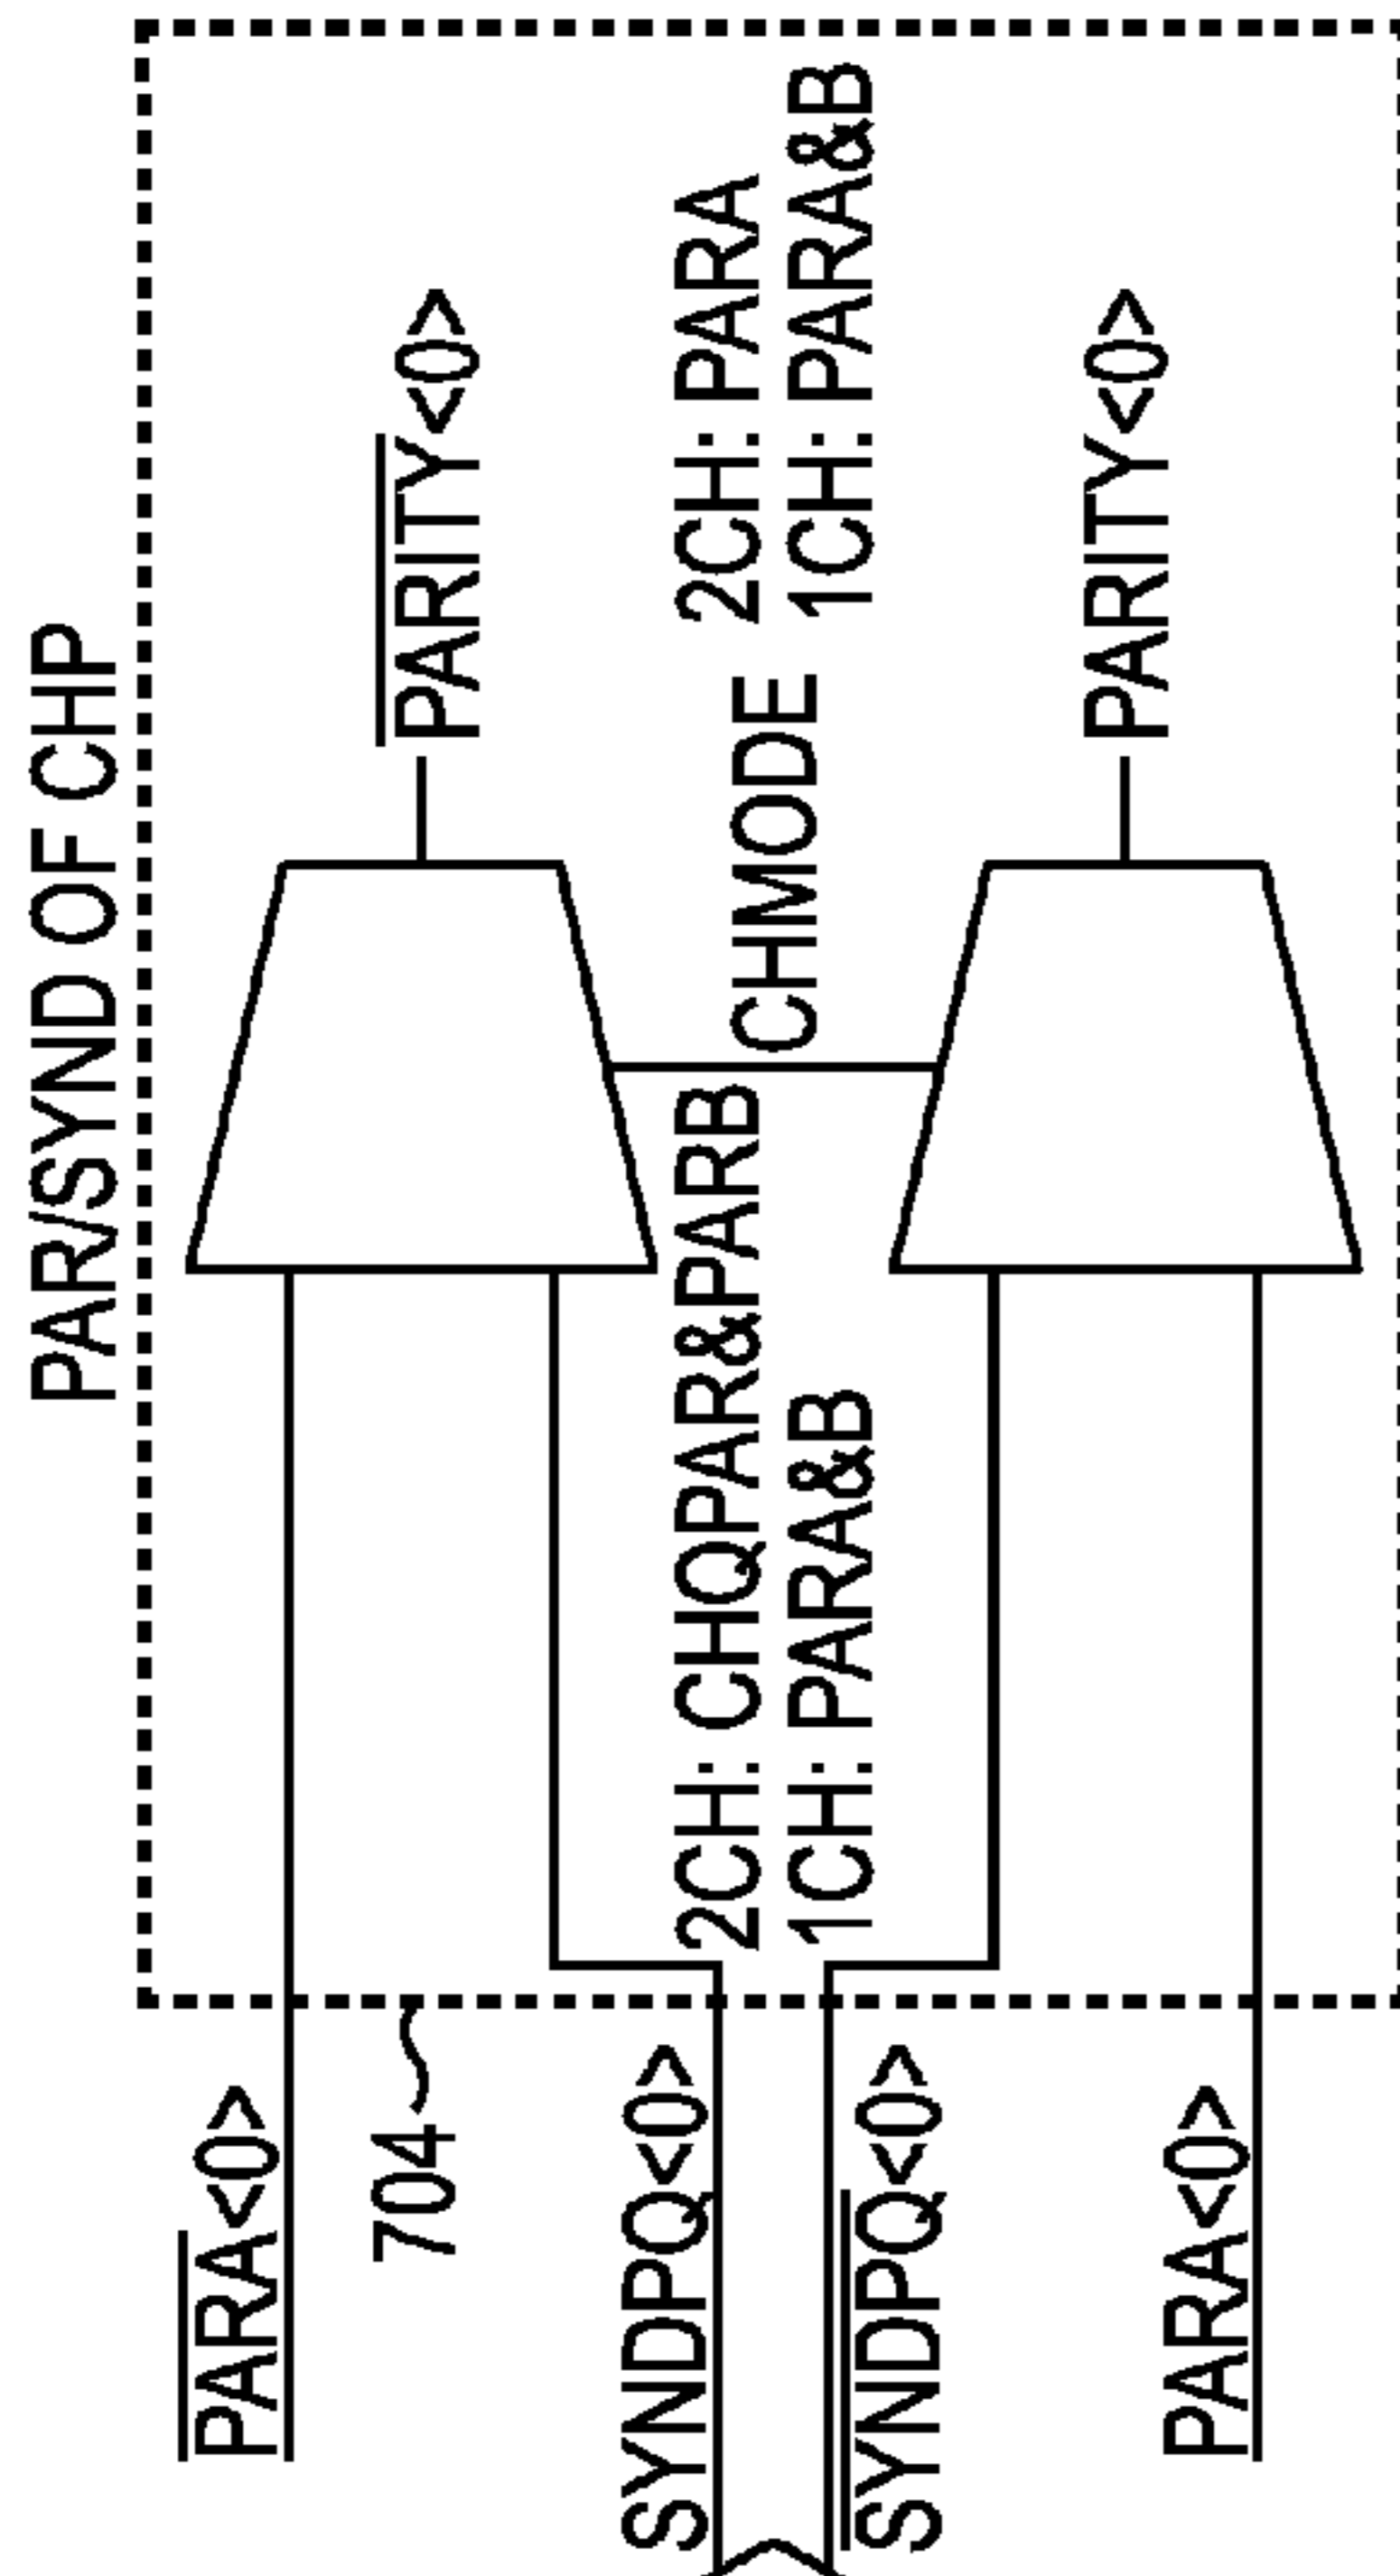 PAR/SYND OF CHP
PARA<0>
PARITY<0>
704
SYNDPQ<0>
2CH: CHQPAR&PARB
1CH: PARA&B
CHMODE
2CH: PARA
1CH: PARA&B
SYNDPQ<0>
PARA<0>
PARITY<0>